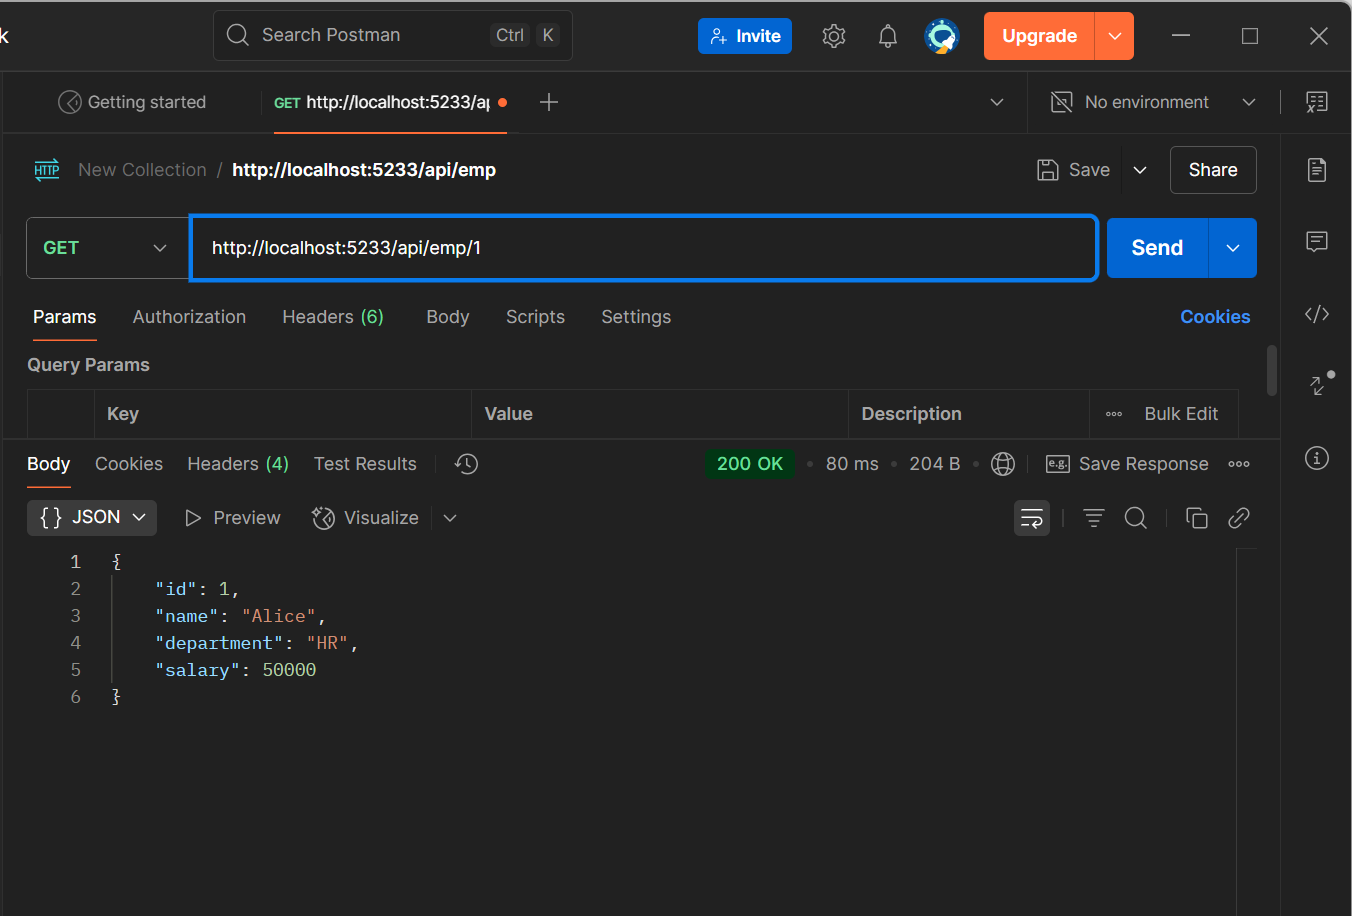 k
Search Postman Ctrl K Invite Upgrade
Getting started GET http://localhost:5233/ap No environment
HTTP New Collection / http://localhost:5233/api/emp Save Share
GET http://localhost:5233/api/emp/1 Send
Params Authorization Headers (6) Body Scripts Settings Cookies
Query Params
Key Value Description Bulk Edit
Body Cookies Headers (4) Test Results 200 OK 80 ms 204 B e.g. Save Response
{} JSON Preview Visualize
1 {
2 "id": 1,
3 "name": "Alice",
4 "department": "HR",
5 "salary": 50000
6 }